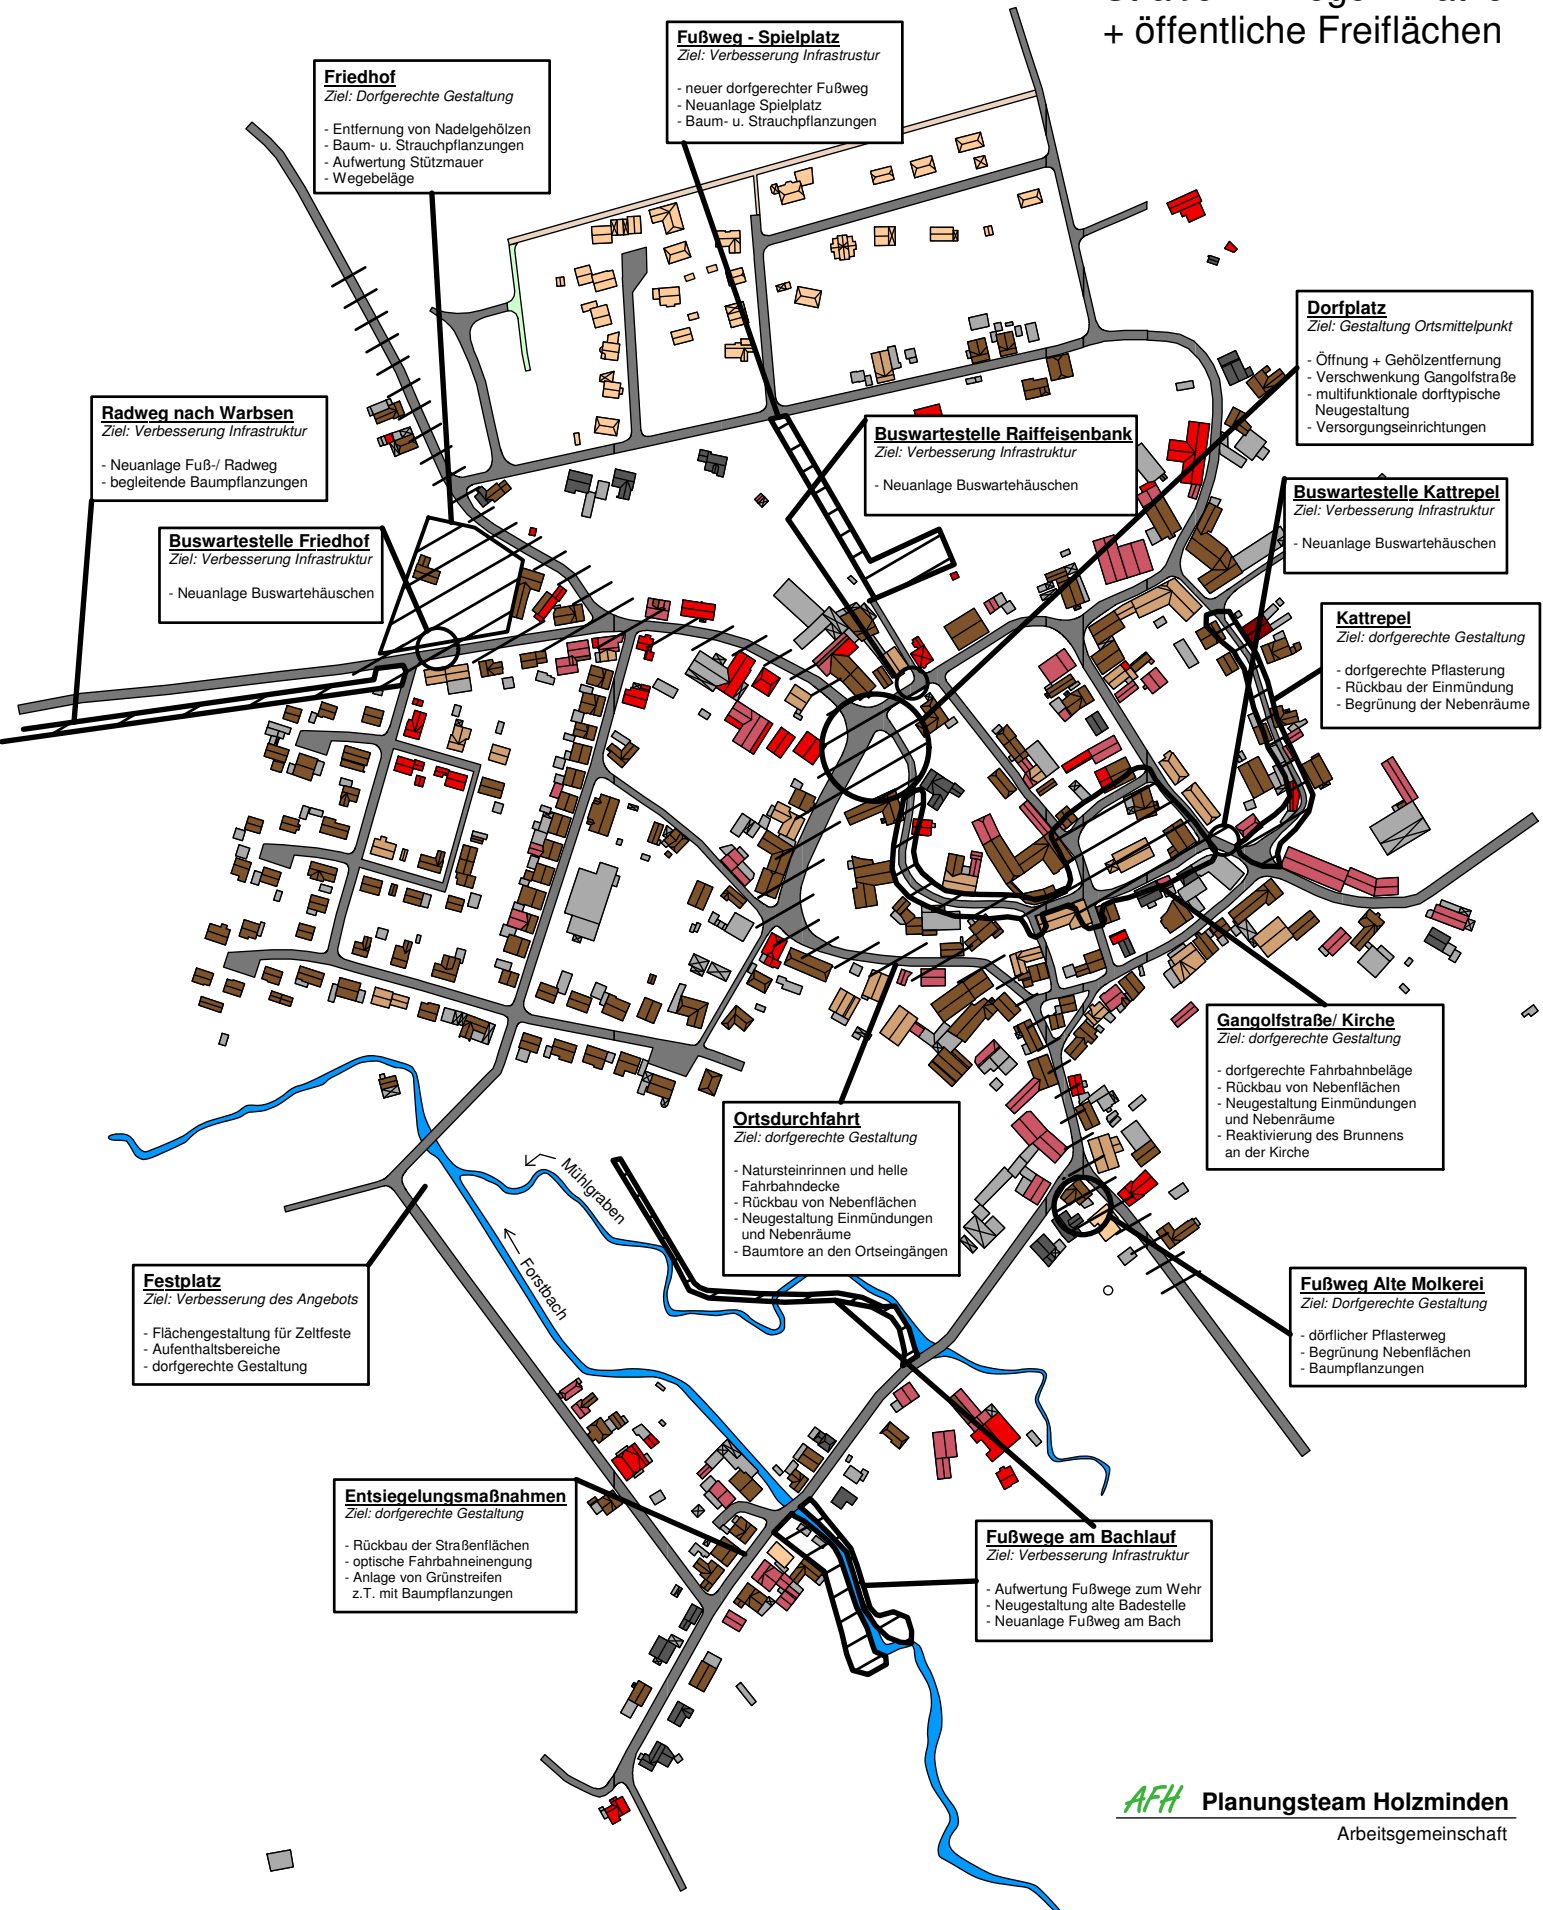 + öffentliche Freiflächen
Fußweg - Spielplatz
Ziel: Verbesserung Infrastrustur
- neuer dorfgerechter Fußweg
- Neuanlage Spielplatz
- Baum- u. Strauchpflanzungen
Friedhof
Ziel: Dorfgerechte Gestaltung
- Entfernung von Nadelgehölzen
- Baum- u. Strauchpflanzungen
- Aufwertung Stützmauer
- Wegebeläge
Dorfplatz
Ziel: Gestaltung Ortsmittelpunkt
- Öffnung + Gehölzentfernung
- Verschwenkung Gangolfstraße
- multifunktionale dorftypische
Neugestaltung
- Versorgungseinrichtungen
Radweg nach Warbsen
Ziel: Verbesserung Infrastruktur
- Neuanlage Fuß-/ Radweg
- begleitende Baumpflanzungen
Buswartestelle Raiffeisenbank
Ziel: Verbesserung Infrastruktur
- Neuanlage Buswartehäuschen
Buswartestelle Kattrepel
Ziel: Verbesserung Infrastruktur
- Neuanlage Buswartehäuschen
Buswartestelle Friedhof
Ziel: Verbesserung Infrastruktur
- Neuanlage Buswartehäuschen
Kattrepel
Ziel: dorfgerechte Gestaltung
- dorfgerechte Pflasterung
- Rückbau der Einmündung
- Begrünung der Nebenräume
Gangolfstraße/ Kirche
Ziel: dorfgerechte Gestaltung
- dorfgerechte Fahrbahnbeläge
- Rückbau von Nebenflächen
- Neugestaltung Einmündungen
und Nebenräume
- Reaktivierung des Brunnens
an der Kirche
Ortsdurchfahrt
Ziel: dorfgerechte Gestaltung
- Natursteinrinnen und helle
Fahrbahndecke
- Rückbau von Nebenflächen
- Neugestaltung Einmündungen
und Nebenräume
- Baumtore an den Ortseingängen
Mühlgraben
Forstbach
Festplatz
Ziel: Verbesserung des Angebots
- Flächengestaltung für Zeltfeste
- Aufenthaltsbereiche
- dorfgerechte Gestaltung
Fußweg Alte Molkerei
Ziel: Dorfgerechte Gestaltung
- dörflicher Pflasterweg
- Begrünung Nebenflächen
- Baumpflanzungen
Entsiegelungsmaßnahmen
Ziel: dorfgerechte Gestaltung
- Rückbau der Straßenflächen
- optische Fahrbahneinengung
- Anlage von Grünstreifen
z.T. mit Baumpflanzungen
Fußwege am Bachlauf
Ziel: Verbesserung Infrastruktur
- Aufwertung Fußwege zum Wehr
- Neugestaltung alte Badestelle
- Neuanlage Fußweg am Bach
AFH Planungsteam Holzminden
Arbeitsgemeinschaft